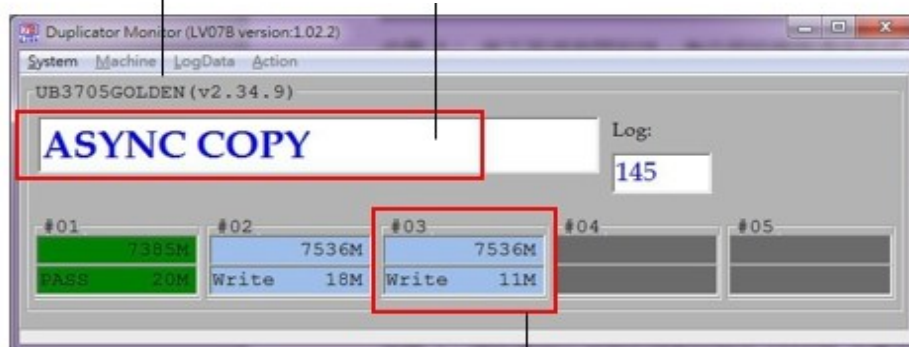 Duplicator Monitor (LV078 version:1.02.2)
System Machine LogData Action
UB3705GOLDEN(v2.34.9)
ASYNC COPY
Log:
145
#01 #02 #03 #04 #05
7385M 7536M 7536M
PASS 20M Write 18M Write 11M